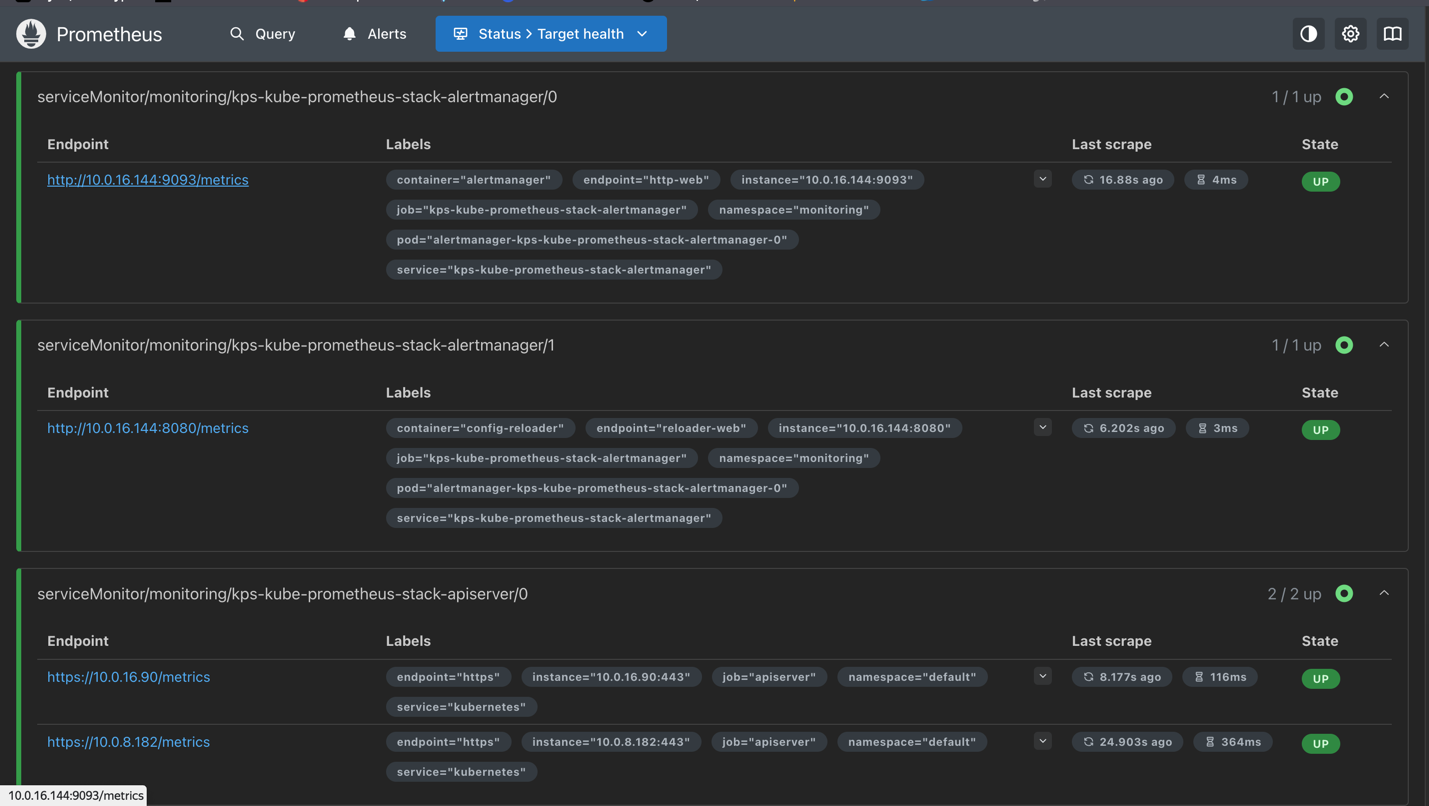 Prometheus Query Alerts Status > Target health
serviceMonitor/monitoring/kps-kube-prometheus-stack-alertmanager/0 1 / 1 up
Endpoint Labels Last scrape State
http://10.0.16.144:9093/metrics container="alertmanager" endpoint="http-web" instance="10.0.16.144:9093" 16.88s ago 4ms UP
job="kps-kube-prometheus-stack-alertmanager" namespace="monitoring"
pod="alertmanager-kps-kube-prometheus-stack-alertmanager-0"
service="kps-kube-prometheus-stack-alertmanager"
serviceMonitor/monitoring/kps-kube-prometheus-stack-alertmanager/1 1 / 1 up
Endpoint Labels Last scrape State
http://10.0.16.144:8080/metrics container="config-reloader" endpoint="reloader-web" instance="10.0.16.144:8080" 6.202s ago 3ms UP
job="kps-kube-prometheus-stack-alertmanager" namespace="monitoring"
pod="alertmanager-kps-kube-prometheus-stack-alertmanager-0"
service="kps-kube-prometheus-stack-alertmanager"
serviceMonitor/monitoring/kps-kube-prometheus-stack-apiserver/0 2 / 2 up
Endpoint Labels Last scrape State
https://10.0.16.90/metrics endpoint="https" instance="10.0.16.90:443" job="apiserver" namespace="default" 8.177s ago 116ms UP
service="kubernetes"
https://10.0.8.182/metrics endpoint="https" instance="10.0.8.182:443" job="apiserver" namespace="default" 24.903s ago 364ms UP
service="kubernetes"
10.0.16.144:9093/metrics